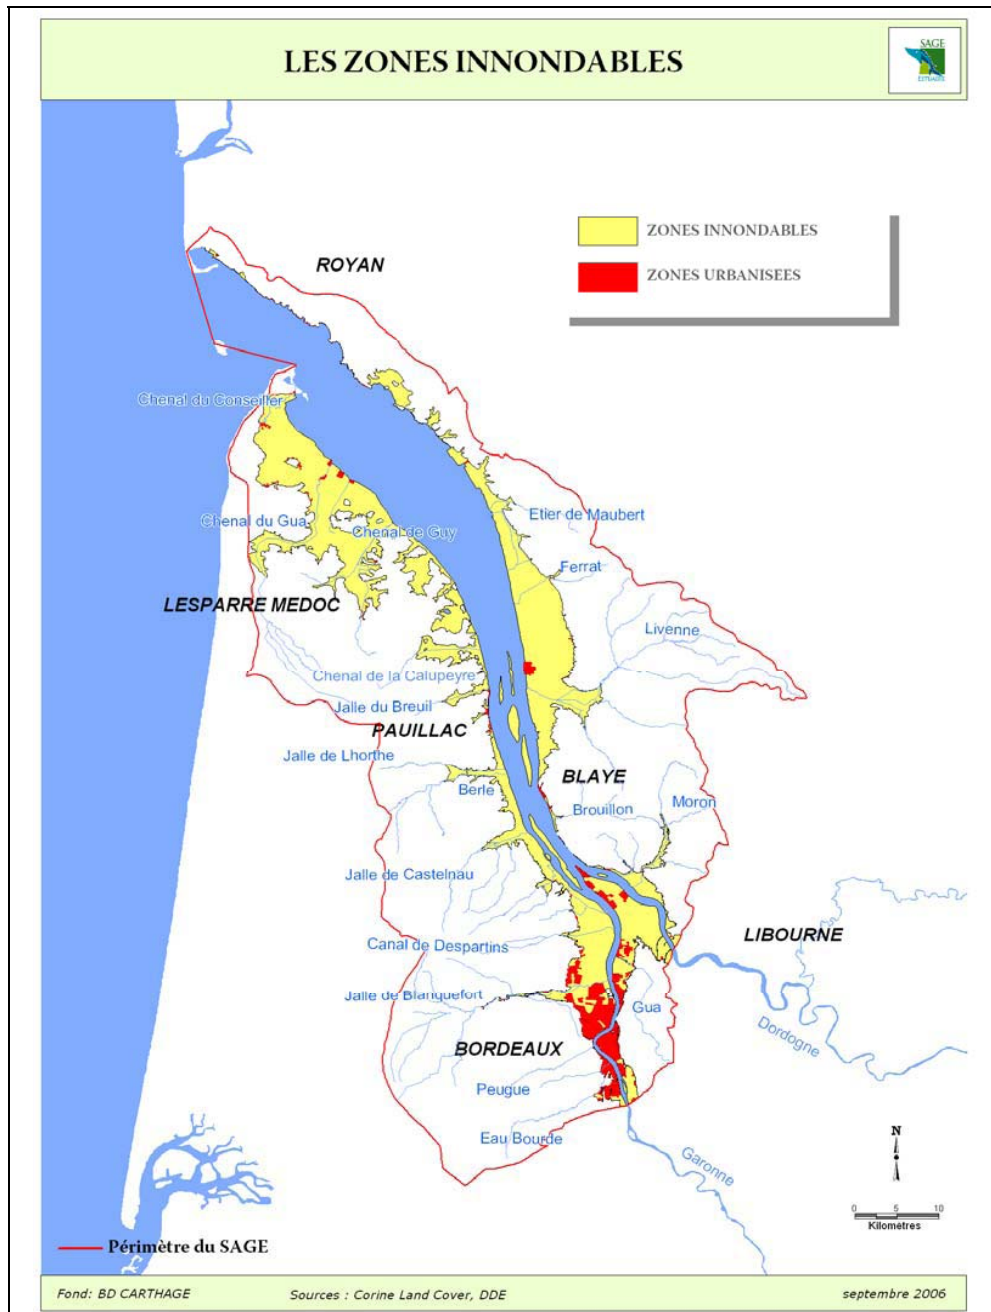 LES ZONES INNONDABLES
SAGE
ESTUAIRE
ZONES INNONDABLES
ZONES URBANISEES
ROYAN
Chenal du Conseiller
Etier de Maubert
Chenal du Gua
Chenal de Guy
Ferrat
LESPARRE MEDOC
Livenne
Chenal de la Calupeyre
Jalle du Breuil
PAUILLAC
Jalle de Lhorthe
BLAYE
Berle
Brouillon
Moron
Jalle de Castelnau
LIBOURNE
Canal de Despartins
Jalle de Blanquefort
Gua
Dordogne
BORDEAUX
Peugue
Eau Bourde
Garonne
N
0 5 10
Kilomètres
Périmètre du SAGE
Fond: BD CARTHAGE Sources : Corine Land Cover, DDE septembre 2006